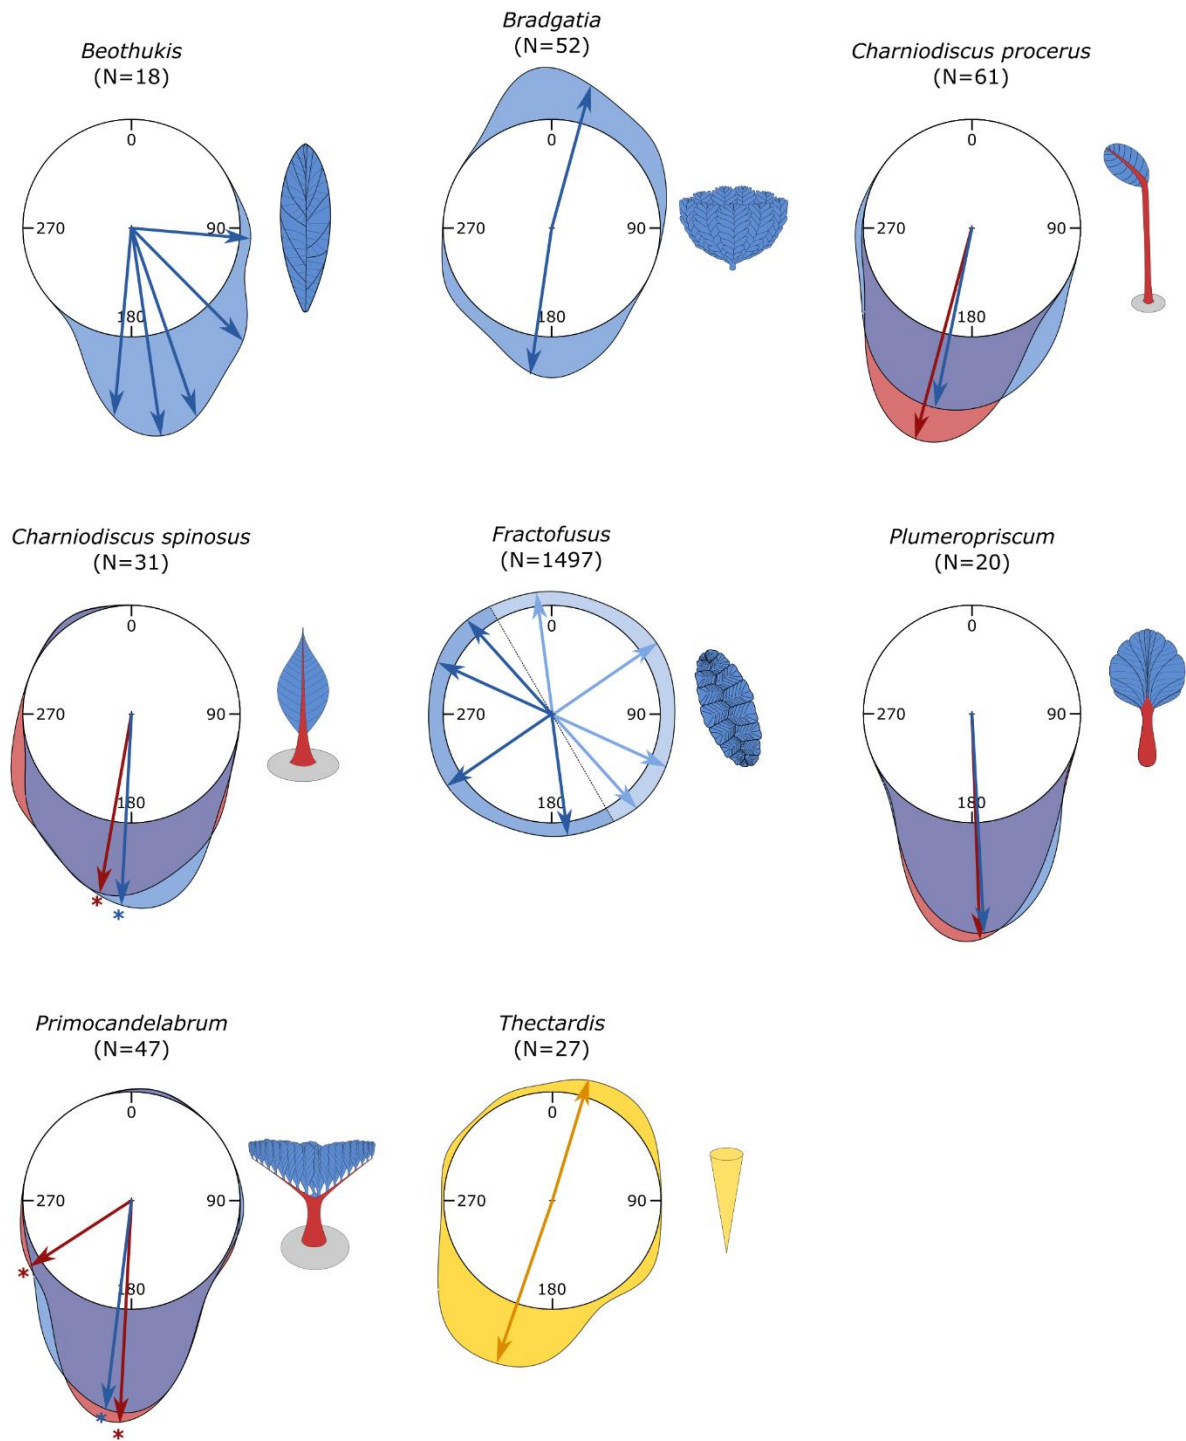 Beothukis
(N=18)
Bradgatia
(N=52)
Charniodiscus procerus
(N=61)
0
270
90
180
0
270
90
180
0
270
90
180
Charniodiscus spinosus
(N=31)
Fractofusus
(N=1497)
Plumeropriscum
(N=20)
0
270
90
180
*
*
0
270
90
180
0
270
90
180
Primocandelabrum
(N=47)
Thectardis
(N=27)
0
270
90
*
180
*
*
0
270
90
180